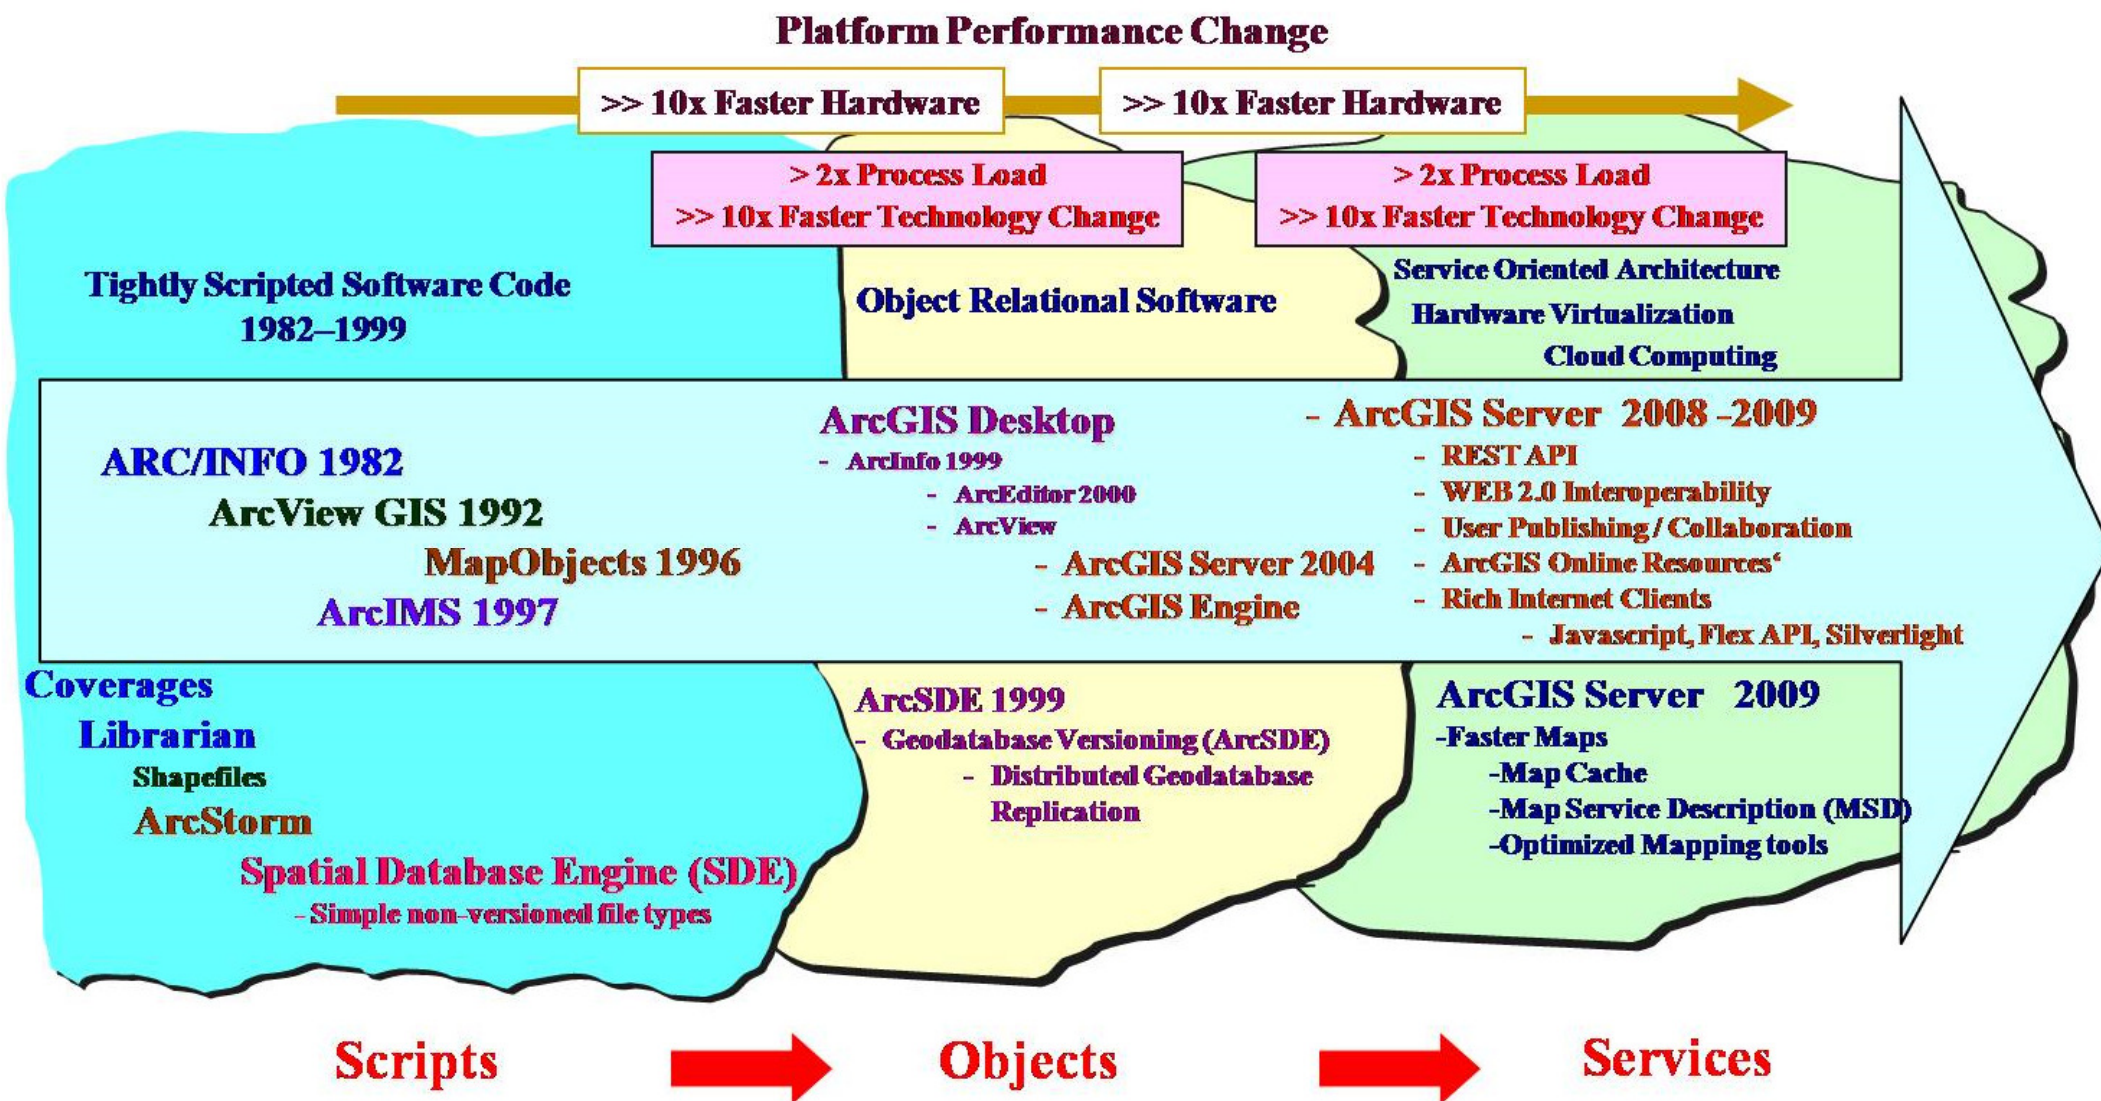 Platform Performance Change
>> 10x Faster Hardware
>> 10x Faster Hardware
> 2x Process Load
>> 10x Faster Technology Change
> 2x Process Load
>> 10x Faster Technology Change
Tightly Scripted Software Code
1982–1999
Object Relational Software
Service Oriented Architecture
Hardware Virtualization
Cloud Computing
ARC/INFO 1982
ArcView GIS 1992
MapObjects 1996
ArcIMS 1997
ArcGIS Desktop
- ArcInfo 1999
- ArcEditor 2000
- ArcView
- ArcGIS Server 2004
- ArcGIS Engine
- ArcGIS Server 2008 -2009
- REST API
- WEB 2.0 Interoperability
- User Publishing / Collaboration
- ArcGIS Online Resources‘
- Rich Internet Clients
- Javascript, Flex API, Silverlight
Coverages
Librarian
Shapefiles
ArcStorm
Spatial Database Engine (SDE)
- Simple non-versioned file types
ArcSDE 1999
- Geodatabase Versioning (ArcSDE)
- Distributed Geodatabase
Replication
ArcGIS Server 2009
-Faster Maps
-Map Cache
-Map Service Description (MSD)
-Optimized Mapping tools
Scripts
Objects
Services